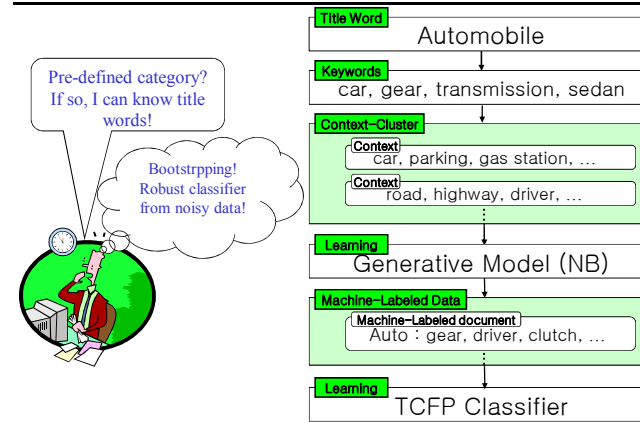 Pre-defined category?
If so, I can know title
words!
Bootstrpping!
Robust classifier
from noisy data!
Title Word
Automobile
Keywords
car, gear, transmission, sedan
Context-Cluster
Context
car, parking, gas station, ...
Context
road, highway, driver, ...
Learning
Generative Model (NB)
Machine-Labeled Data
Machine-Labeled document
Auto : gear, driver, clutch, ...
Learning
TCFP Classifier